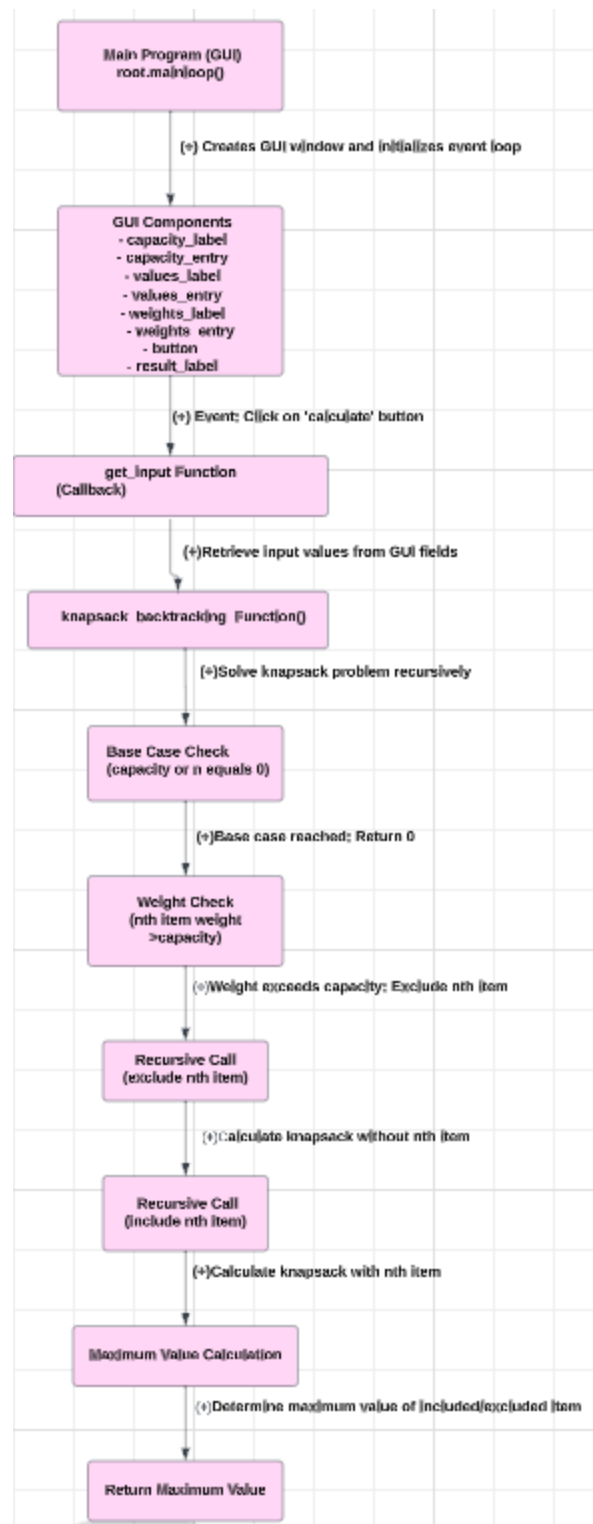 Main Program (GUI)
root.mainloop()
(+) Creates GUI window and initializes event loop
GUI Components
- capacity_label
- capacity_entry
- values_label
- values_entry
- weights_label
- weights_entry
- button
- result_label
(+) Event: Click on 'calculate' button
get_input Function
(Callback)
(+)Retrieve input values from GUI fields
knapsack_backtracking_Function()
(+)Solve knapsack problem recursively
Base Case Check
(capacity or n equals 0)
(+)Base case reached: Return 0
Weight Check
(nth item weight
>capacity)
(+)Weight exceeds capacity: Exclude nth item
Recursive Call
(exclude nth item)
(+)Calculate knapsack without nth item
Recursive Call
(include nth item)
(+)Calculate knapsack with nth item
Maximum Value Calculation
(+)Determine maximum value of included/excluded item
Return Maximum Value